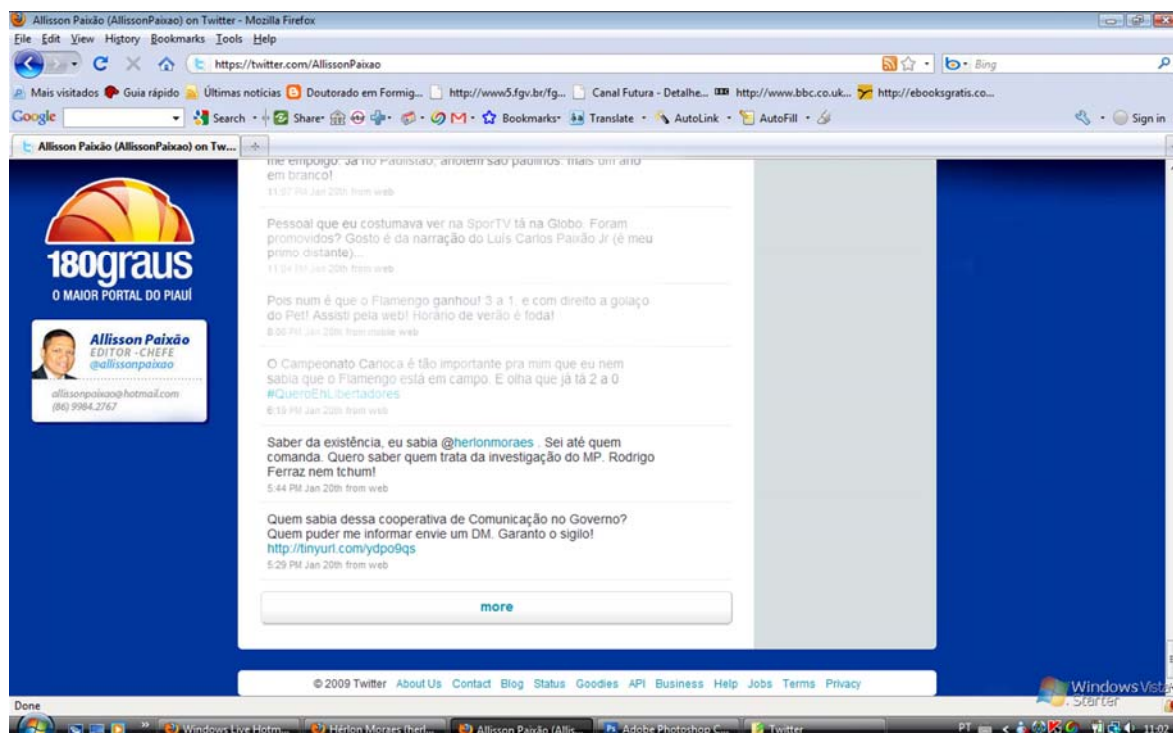 Allisson Paixão (AllissonPaixao) on Twitter - Mozilla Firefox
File Edit View History Bookmarks Tools Help
https://twitter.com/AllissonPaixao
Bing
Mais visitados Guia rápido Últimas notícias Doutorado em Formig... http://www5.fgv.br/fg... Canal Futura - Detalhe... http://www.bbc.co.uk... http://ebooksgratis.co...
Google Search Share Bookmarks Translate AutoLink AutoFill Sign in
Allisson Paixão (AllissonPaixao) on Tw...
me empolgo. Já no Paulistão, anotem são paulinos: mais um ano
em branco!
11:07 PM Jan 20th from web
Pessoal que eu costumava ver na SporTV tá na Globo. Foram
promovidos? Gosto é da narração do Luís Carlos Paixão Jr (é meu
primo distante)...
11:04 PM Jan 20th from web
Pois num é que o Flamengo ganhou! 3 a 1, e com direito a golaço
do Pet! Assisti pela web! Horário de verão é foda!
PM Jan 20th from mobile web
O Campeonato Carioca é tão importante pra mim que eu nem
sabia que o Flamengo está em campo. E olha que já tá 2 a 0
#QueroEhLibertadores
PM Jan 20th from web
Saber da existência, eu sabia @herlonmoraes . Sei até quem
comanda. Quero saber quem trata da investigação do MP. Rodrigo
Ferraz nem tchum!
5:44 PM Jan 20th from web
Quem sabia dessa cooperativa de Comunicação no Governo?
Quem puder me informar envie um DM. Garanto o sigilo!
http://tinyurl.com/ydpo9qs
5:29 PM Jan 20th from web
more
180graus
O MAIOR PORTAL DO PIAUÍ
Allisson Paixão
EDITOR-CHEFE
@allissonpaixao
allissonpaixao@hotmail.com
(86) 9984.2767
© 2009 Twitter About Us Contact Blog Status Goodies API Business Help Jobs Terms Privacy
Windows Vista
Starter
Done
Windows Live Hotm... Hérlon Moraes (herl... Allisson Paixão (Allis... Adobe Photoshop C... Twitter PT 11:02